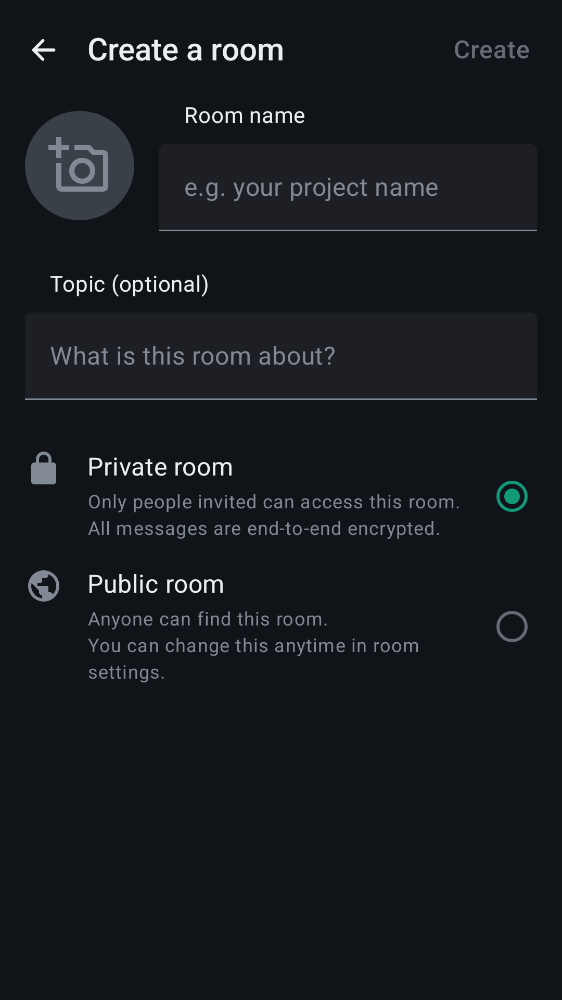 Create a room
Create
Room name
e.g. your project name
Topic (optional)
What is this room about?
Private room
Only people invited can access this room.
All messages are end-to-end encrypted.
Public room
Anyone can find this room.
You can change this anytime in room
settings.